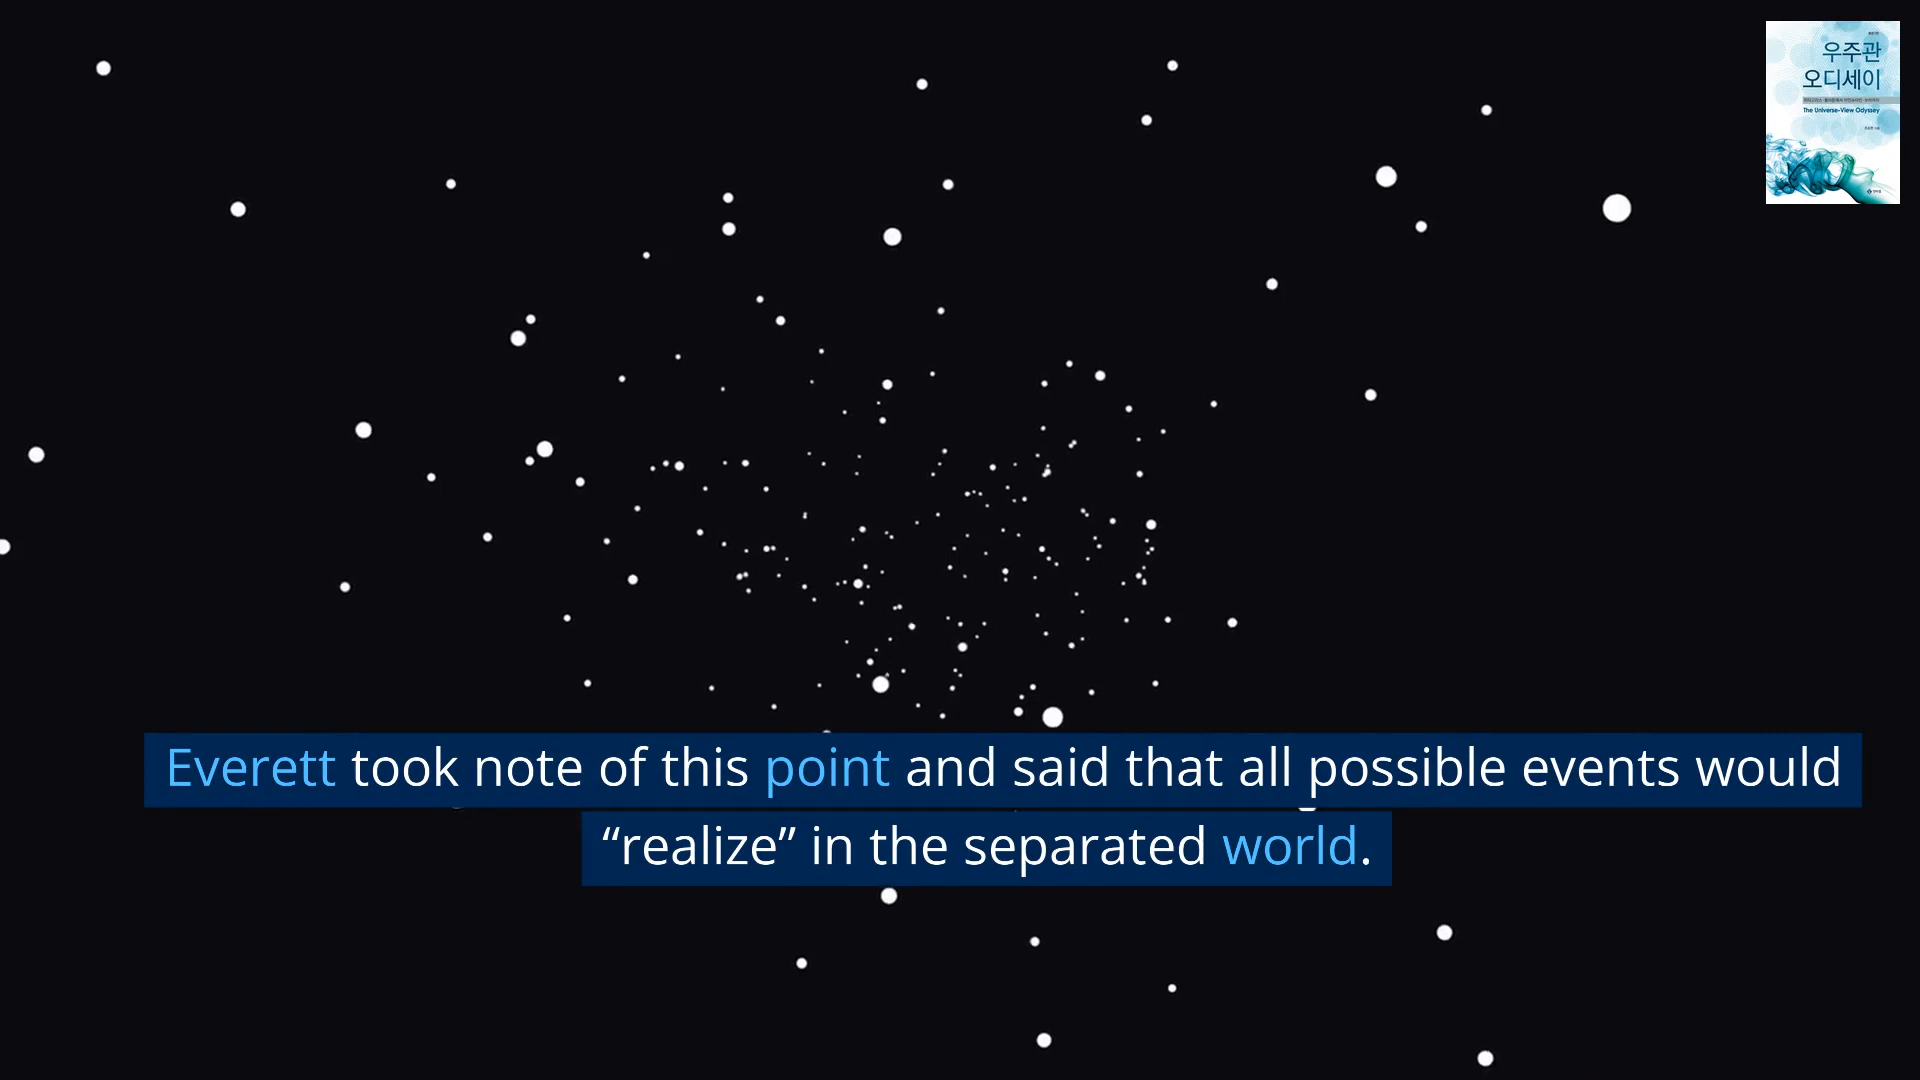 우주관
오디세이
The Universe-View Odyssey
Everett took note of this point and said that all possible events would
“realize” in the separated world.